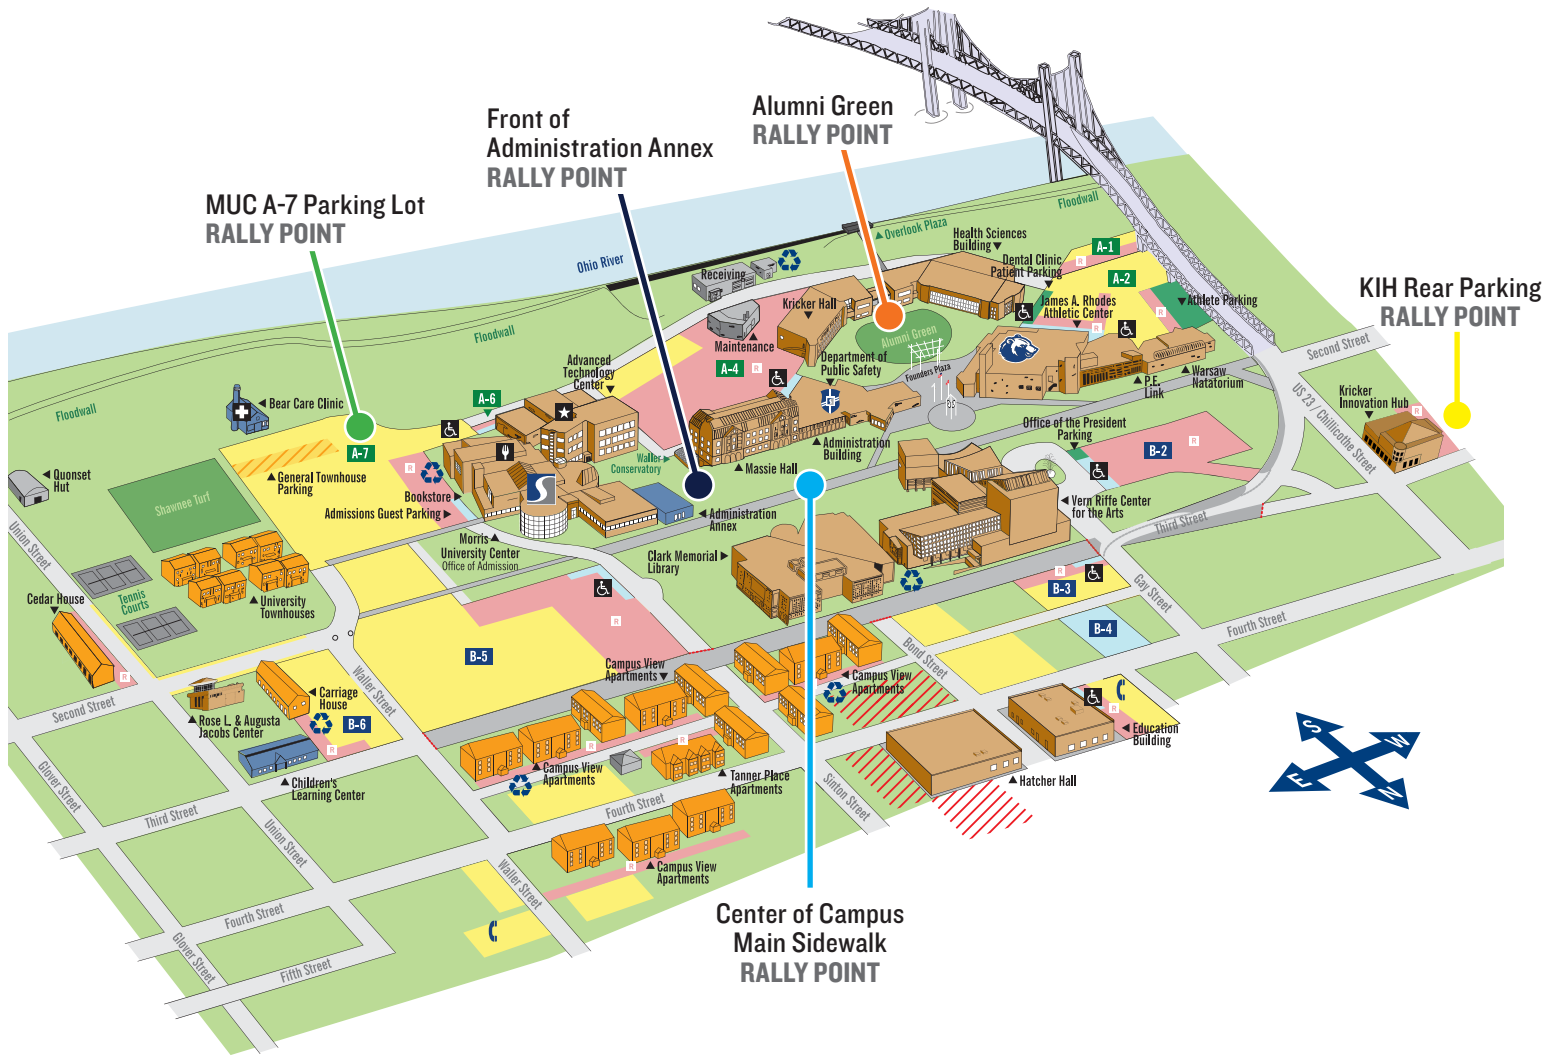 Alumni Green
RALLY POINT
Front of
Administration Annex
RALLY POINT
MUC A-7 Parking Lot
RALLY POINT
KIH Rear Parking
RALLY POINT
Center of Campus
Main Sidewalk
RALLY POINT
Ohio River
Floodwall
Floodwall
Floodwall
Overlook Plaza
Health Sciences
Building
Dental Clinic
Patient Parking
A-1
R
A-2
R
R
James A. Rhodes
Athletic Center
Athlete Parking
Receiving
Kricker Hall
Maintenance
A-4
R
Alumni Green
Department of
Public Safety
Founders Plaza
P.E.
Link
Warsaw
Natatorium
Second Street
US 23 / Chillicothe Street
Kricker
Innovation Hub
R
Advanced
Technology
Center
A-6
Bear Care Clinic
A-7
R
General Townhouse
Parking
Quonset
Hut
Shawnee Turf
Bookstore
Admissions Guest Parking
Waller
Conservatory
Massie Hall
Administration
Building
Office of the President
Parking
B-2
R
Vern Riffe Center
for the Arts
Third Street
S
Administration
Annex
Morris
University Center
Office of Admission
Clark Memorial
Library
Union Street
Cedar House
Tennis
Courts
University
Townhouses
R
R
B-5
R
B-3
B-4
Gay Street
Fourth Street
Bond Street
Campus View
Apartments
Campus View
Apartments
R
Waller Street
Carriage
House
B-6
R
Second Street
Rose L. & Augusta
Jacobs Center
Children's
Learning Center
Campus View
Apartments
R
R
Tanner Place
Apartments
R
Education
Building
Hatcher Hall
Sinton Street
Fourth Street
Glover Street
Third Street
Union Street
Campus View
Apartments
R
Waller Street
Fourth Street
Glover Street
Fifth Street
S
W
E
N